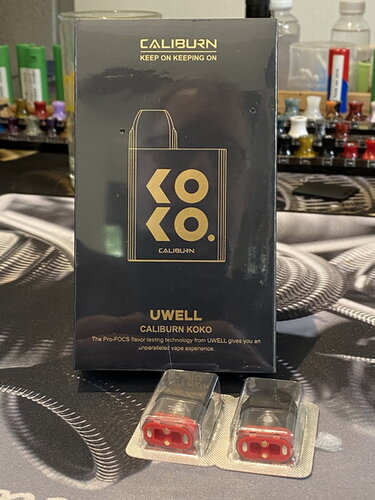 CALIBURN
KEEP ON KEEPING ON
KO
KO.
CALIBURN
UWELL
CALIBURN KOKO
The Pro-FOCS flavor testing technology from UWELL gives you an
unparalleled vape experience.